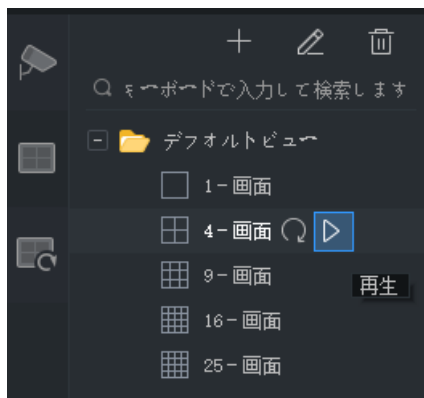 キーボードで入力して検索します
デフォルトビュー
1-画面
4-画面
9-画面
再生
16-画面
25-画面